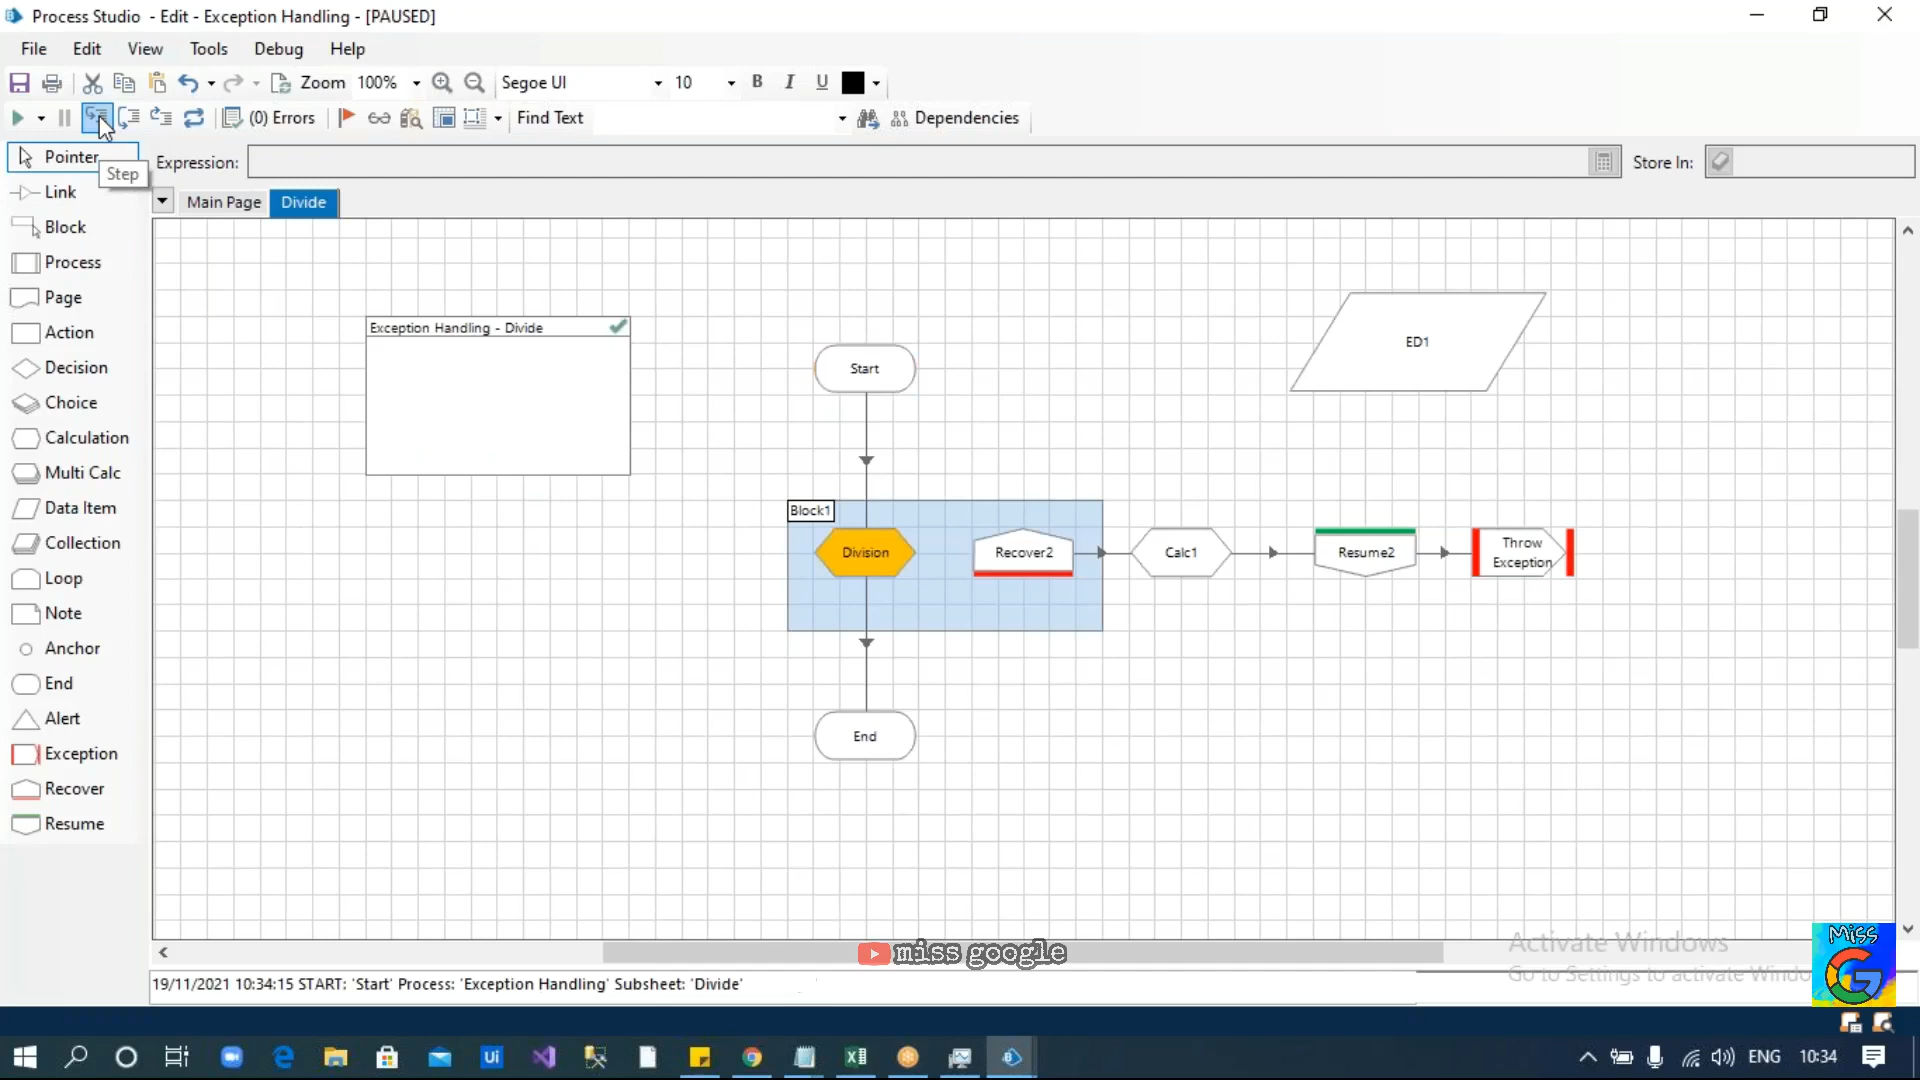 Process Studio - Edit - Exception Handling - [PAUSED]
File Edit View Tools Debug Help
Zoom 100% Segoe UI 10 B I U
(0) Errors Find Text Dependencies
Pointer
Step
Expression: Store In:
Link
Main Page Divide
Block
Process
Page
Action
Decision
Choice
Calculation
Multi Calc
Data Item
Collection
Loop
Note
Anchor
End
Alert
Exception
Recover
Resume
Exception Handling - Divide
Start
ED1
Block1
Division
Recover2
Calc1
Resume2
Throw
Exception
End
Activate Windows
Go to Settings to activate Windo
miss google
Miss
G
19/11/2021 10:34:15 START: 'Start' Process: 'Exception Handling' Subsheet: 'Divide'
Ui
ENG 10:34